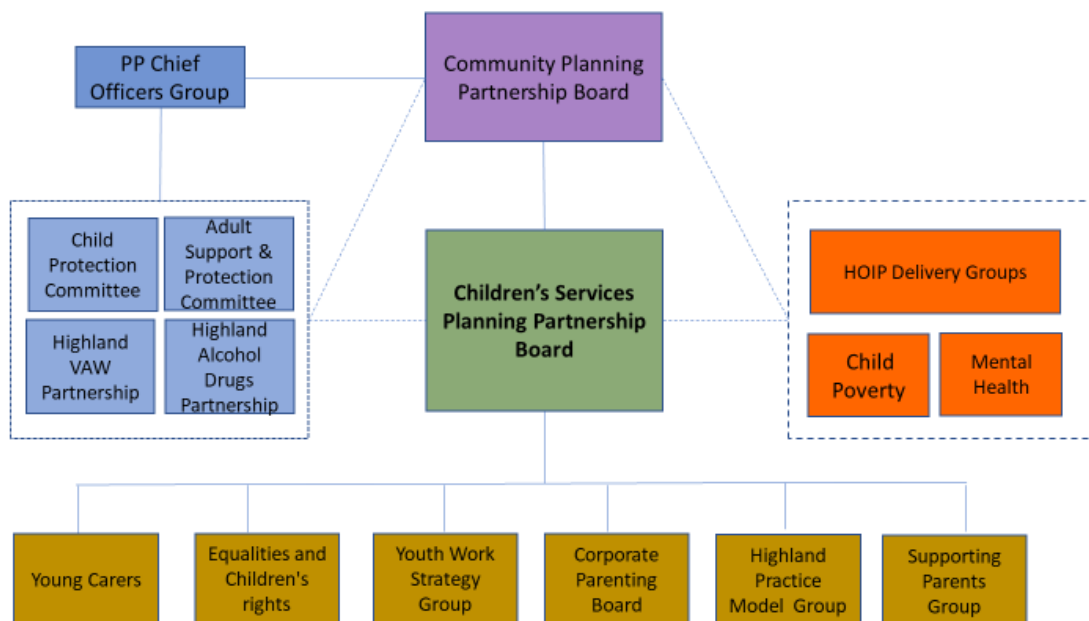 PP Chief
Officers Group
Community Planning
Partnership Board
Child
Protection
Committee
Adult
Support &
Protection
Committee
Highland
VAW
Partnership
Highland
Alcohol
Drugs
Partnership
Children’s Services
Planning Partnership
Board
HOIP Delivery Groups
Child
Poverty
Mental
Health
Young Carers
Equalities and
Children's
rights
Youth Work
Strategy
Group
Corporate
Parenting
Board
Highland
Practice
Model Group
Supporting
Parents
Group